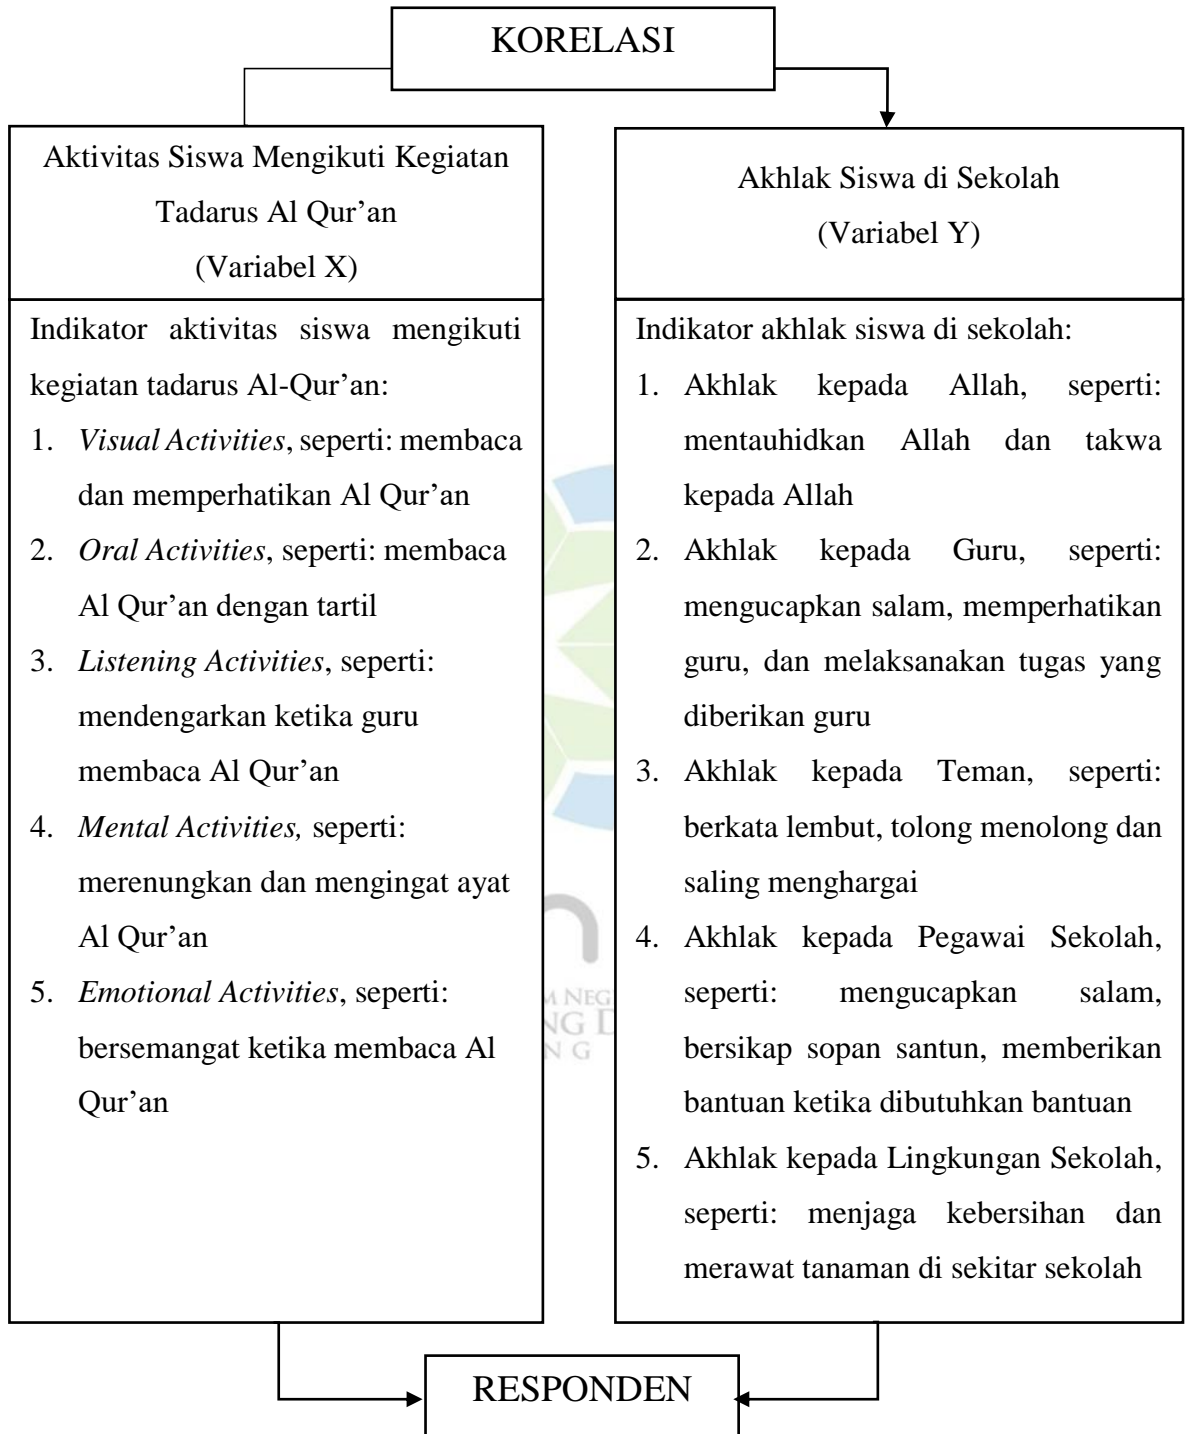 KORELASI
Aktivitas Siswa Mengikuti Kegiatan
Tadarus Al Qur’an
(Variabel X)
Indikator aktivitas siswa mengikuti
kegiatan tadarus Al-Qur’an:
1. Visual Activities, seperti: membaca
dan memperhatikan Al Qur’an
2. Oral Activities, seperti: membaca
Al Qur’an dengan tartil
3. Listening Activities, seperti:
mendengarkan ketika guru
membaca Al Qur’an
4. Mental Activities, seperti:
merenungkan dan mengingat ayat
Al Qur’an
5. Emotional Activities, seperti:
bersemangat ketika membaca Al
Qur’an
Akhlak Siswa di Sekolah
(Variabel Y)
Indikator akhlak siswa di sekolah:
1. Akhlak kepada Allah, seperti:
mentauhidkan Allah dan takwa
kepada Allah
2. Akhlak kepada Guru, seperti:
mengucapkan salam, memperhatikan
guru, dan melaksanakan tugas yang
diberikan guru
3. Akhlak kepada Teman, seperti:
berkata lembut, tolong menolong dan
saling menghargai
4. Akhlak kepada Pegawai Sekolah,
seperti: mengucapkan salam,
bersikap sopan santun, memberikan
bantuan ketika dibutuhkan bantuan
5. Akhlak kepada Lingkungan Sekolah,
seperti: menjaga kebersihan dan
merawat tanaman di sekitar sekolah
RESPONDEN